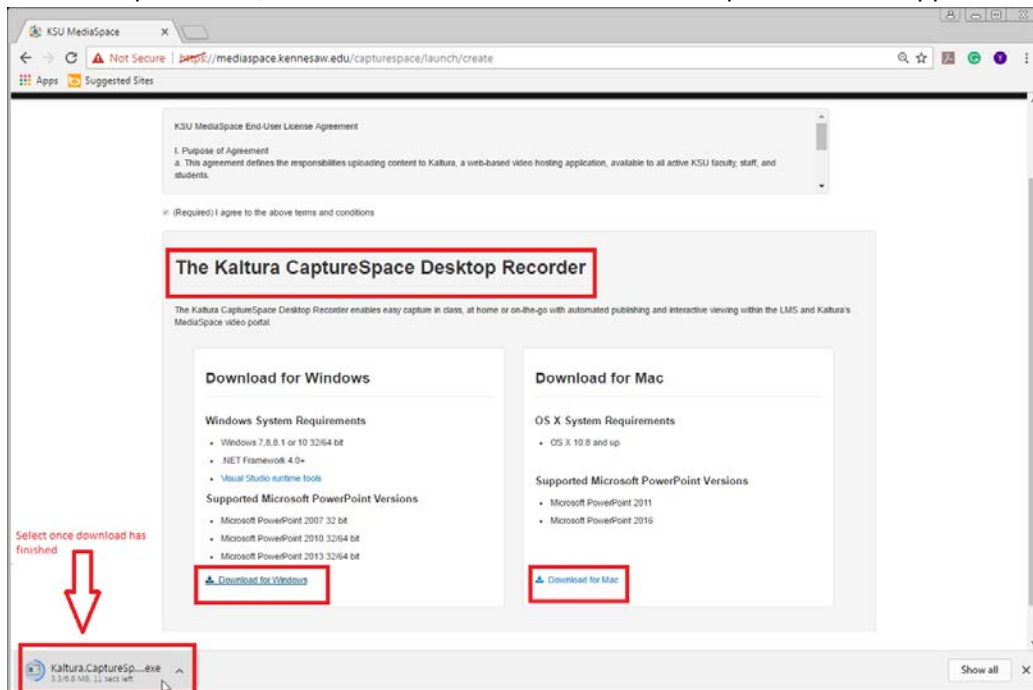 KSU MediaSpace
Not Secure | https://mediaspace.kennesaw.edu/capturespace/launch/create
Apps Suggested Sites
KSU MediaSpace End-User License Agreement
I. Purpose of Agreement
a. This agreement defines the responsibilities uploading content to Kaltura, a web-based video hosting application, available to all active KSU faculty, staff, and
students.
(Required) I agree to the above terms and conditions
The Kaltura CaptureSpace Desktop Recorder
The Kaltura CaptureSpace Desktop Recorder enables easy capture in class, at home or on-the-go with automated publishing and interactive viewing within the LMS and Kaltura's
MediaSpace video portal.
Download for Windows
Windows System Requirements
• Windows 7,8,8.1 or 10 32/64 bit
• .NET Framework 4.0+
• Visual Studio runtime tools
Supported Microsoft PowerPoint Versions
• Microsoft PowerPoint 2007 32 bit
• Microsoft PowerPoint 2010 32/64 bit
• Microsoft PowerPoint 2013 32/64 bit
Download for Windows
Download for Mac
OS X System Requirements
• OS X 10.8 and up
Supported Microsoft PowerPoint Versions
• Microsoft PowerPoint 2011
• Microsoft PowerPoint 2016
Download for Mac
Select once download has
finished
Kaltura.CaptureSp....exe
3.3/6.8 MB, 11 secs left
Show all